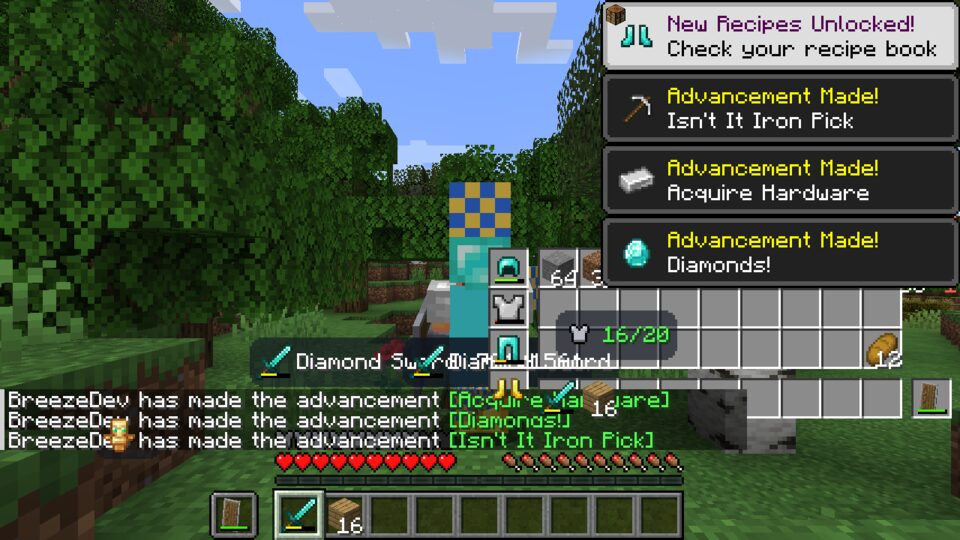 New Recipes Unlocked!
Check your recipe book
Advancement Made!
Isn't It Iron Pick
Advancement Made!
Acquire Hardware
Advancement Made!
Diamonds!
64
16/20
12
Diamond Sword
BreezeDev has made the advancement [Acquire Hardware]
16
BreezeDev has made the advancement [Diamonds!]
BreezeDev has made the advancement [Isn't It Iron Pick]
16